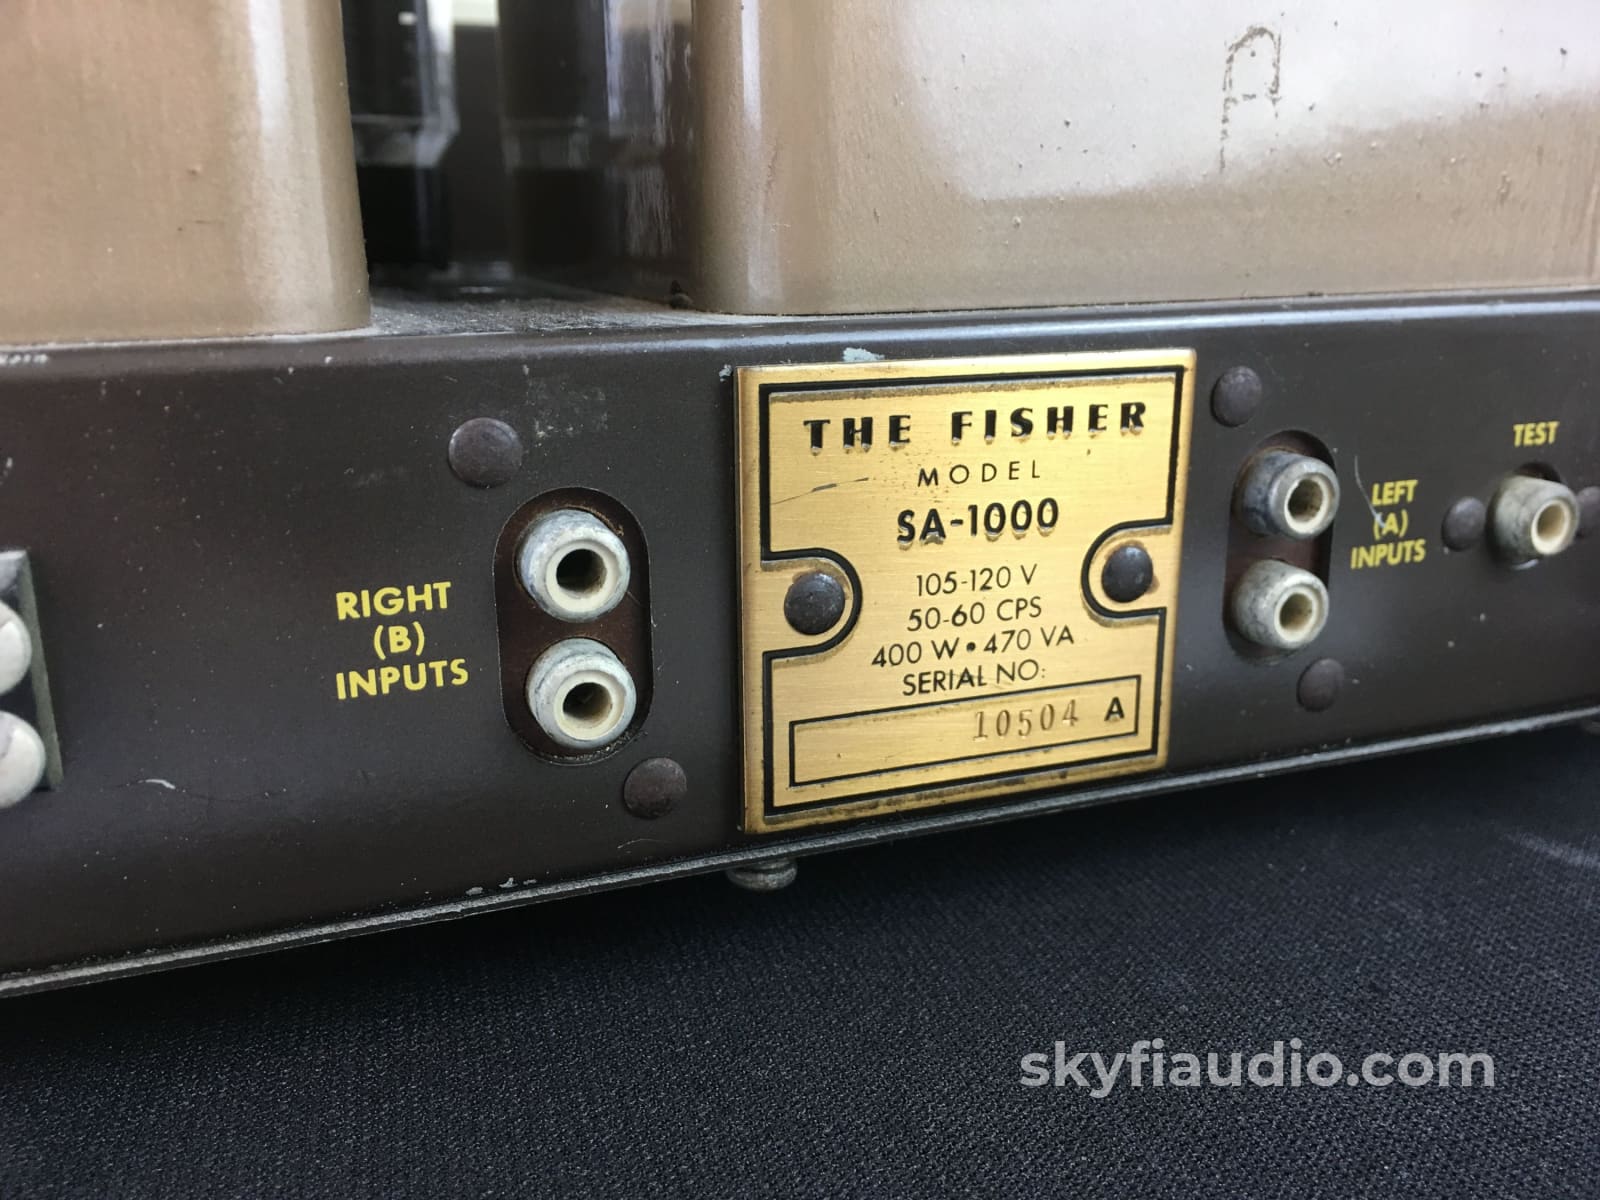 A
THE FISHER
MODEL
SA-1000
105-120 V
50-60 CPS
400 W • 470 VA
SERIAL NO:
10504 A
RIGHT
(B)
INPUTS
LEFT
(A)
INPUTS
TEST
skyfiaudio.com